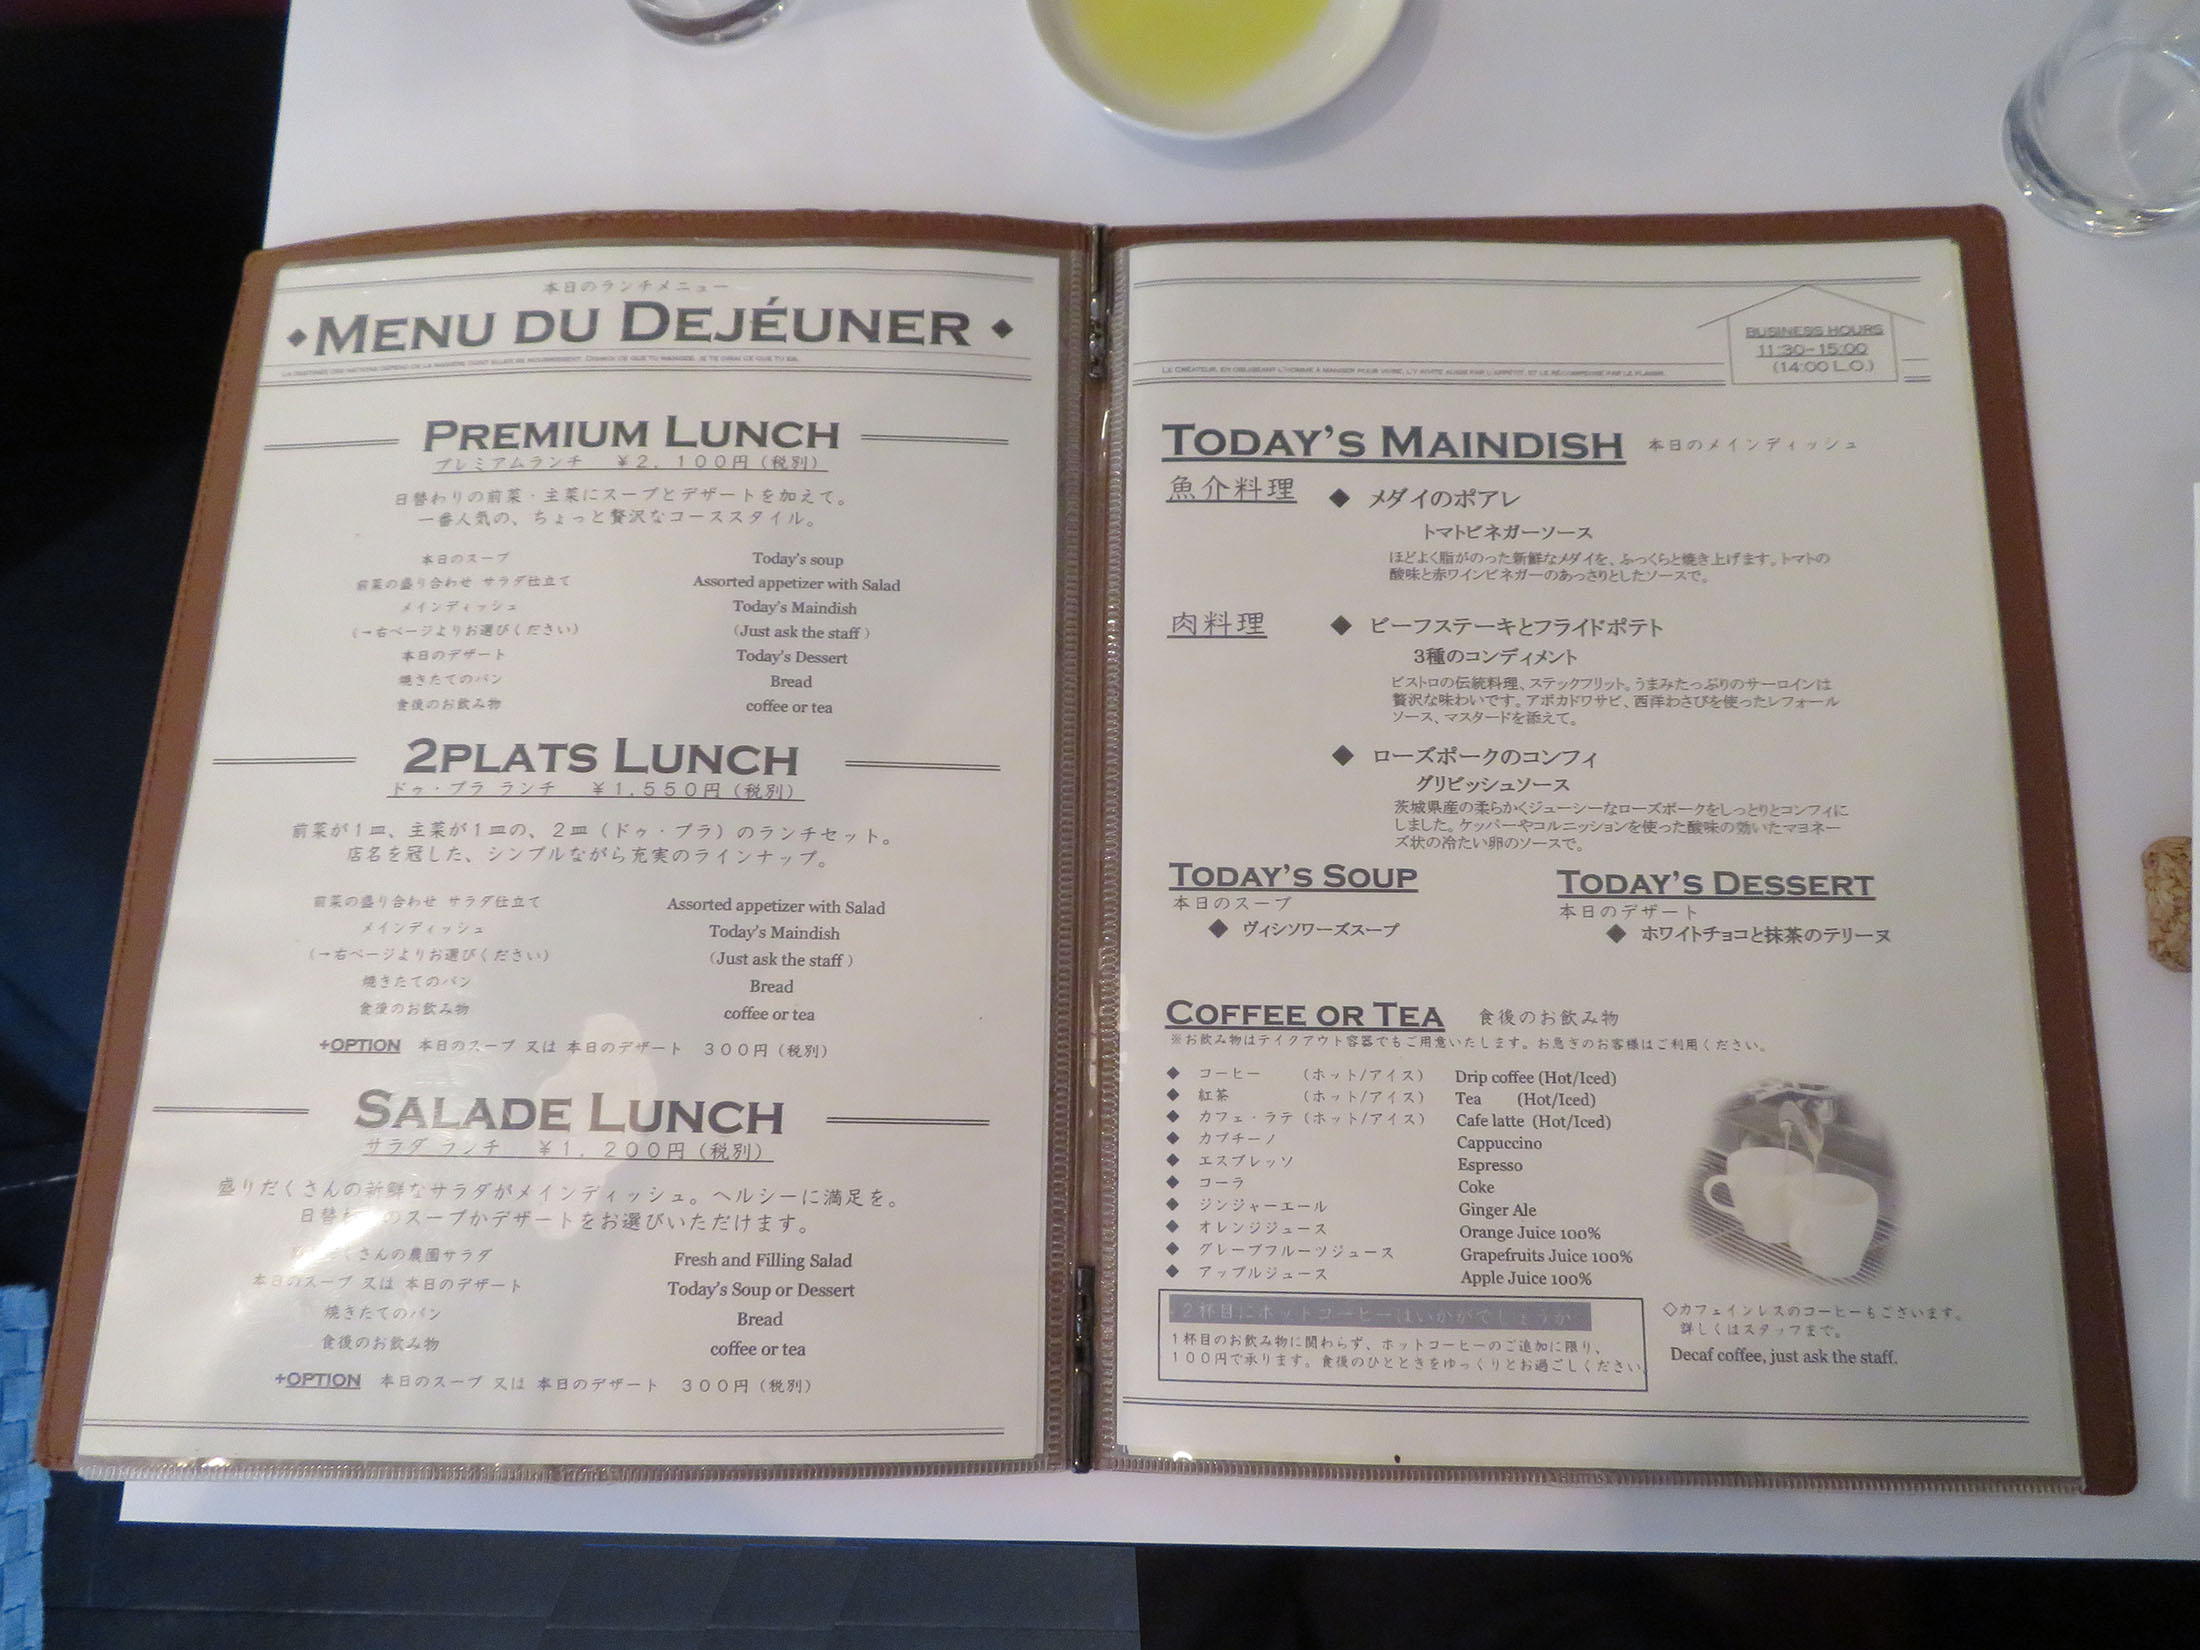 本日のランチメニュー
◆MENU DU DEJÉUNER◆
PREMIUM LUNCH
プレミアムランチ ￥2,100円（税別）
日替わりの前菜・主菜にスープとデザートを加えて。
一番人気の、ちょっと贅沢なコーススタイル。
本日のスープ Today's soup
前菜の盛り合わせ サラダ仕立て Assorted appetizer with Salad
メインディッシュ Today's Maindish
（→右ページよりお選びください） (Just ask the staff )
本日のデザート Today's Dessert
焼きたてのパン Bread
食後のお飲み物 coffee or tea
2PLATS LUNCH
ドゥ・プラ ランチ ￥1,550円（税別）
前菜が1皿、主菜が1皿の、2皿（ドゥ・プラ）のランチセット。
店名を冠した、シンプルながら充実のラインナップ。
前菜の盛り合わせ サラダ仕立て Assorted appetizer with Salad
メインディッシュ Today's Maindish
（→右ページよりお選びください） (Just ask the staff )
焼きたてのパン Bread
食後のお飲み物 coffee or tea
+OPTION 本日のスープ 又は 本日のデザート 300円（税別）
SALADE LUNCH
サラダ ランチ ￥1,200円（税別）
盛りだくさんの新鮮なサラダがメインディッシュ。ヘルシーに満足を。
日替わりのスープかデザートをお選びいただけます。
だくさんの農園サラダ Fresh and Filling Salad
本日のスープ 又は 本日のデザート Today's Soup or Dessert
焼きたてのパン Bread
食後のお飲み物 coffee or tea
+OPTION 本日のスープ 又は 本日のデザート 300円（税別）
BUSINESS HOURS
11:30-15:00
(14:00 L.O.)
LE CRÉATEUR, EN OBLIGEANT L'HOMME À MANGER POUR VIVRE, L'Y INVITE AUSSI PAR L'APPÉTIT, ET LE RÉCOMPENSE PAR LE PLAISIR.
TODAY'S MAINDISH 本日のメインディッシュ
魚介料理 ◆ メダイのポアレ
トマトビネガーソース
ほどよく脂がのった新鮮なメダイを、ふっくらと焼き上げます。トマトの
酸味と赤ワインビネガーのあっさりとしたソースで。
肉料理 ◆ ビーフステーキとフライドポテト
3種のコンディメント
ビストロの伝統料理、ステックフリット。うまみたっぷりのサーロインは
贅沢な味わいです。アボカドワサビ、西洋わさびを使ったレフォール
ソース、マスタードを添えて。
◆ ローズポークのコンフィ
グリビッシュソース
茨城県産の柔らかくジューシーなローズポークをしっとりとコンフィに
しました。ケッパーやコルニッションを使った酸味の効いたマヨネー
ズ状の冷たい卵のソースで。
TODAY'S SOUP
本日のスープ
◆ ヴィシソワーズスープ
TODAY'S DESSERT
本日のデザート
◆ ホワイトチョコと抹茶のテリーヌ
COFFEE OR TEA 食後のお飲み物
※お飲み物はテイクアウト容器でもご用意いたします。お急ぎのお客様はご利用ください。
◆ コーヒー （ホット/アイス） Drip coffee (Hot/Iced)
◆ 紅茶 （ホット/アイス） Tea (Hot/Iced)
◆ カフェ・ラテ（ホット/アイス） Cafe latte (Hot/Iced)
◆ カプチーノ Cappuccino
◆ エスプレッソ Espresso
◆ コーラ Coke
◆ ジンジャーエール Ginger Ale
◆ オレンジジュース Orange Juice 100%
◆ グレープフルーツジュース Grapefruits Juice 100%
◆ アップルジュース Apple Juice 100%
2杯目にホットコーヒーはいかがでしょうか
1杯目のお飲み物に関わらず、ホットコーヒーのご追加に限り、
100円で承ります。食後のひとときをゆっくりとお過ごしください
◇カフェインレスのコーヒーもございます。
詳しくはスタッフまで。
Decaf coffee, just ask the staff.